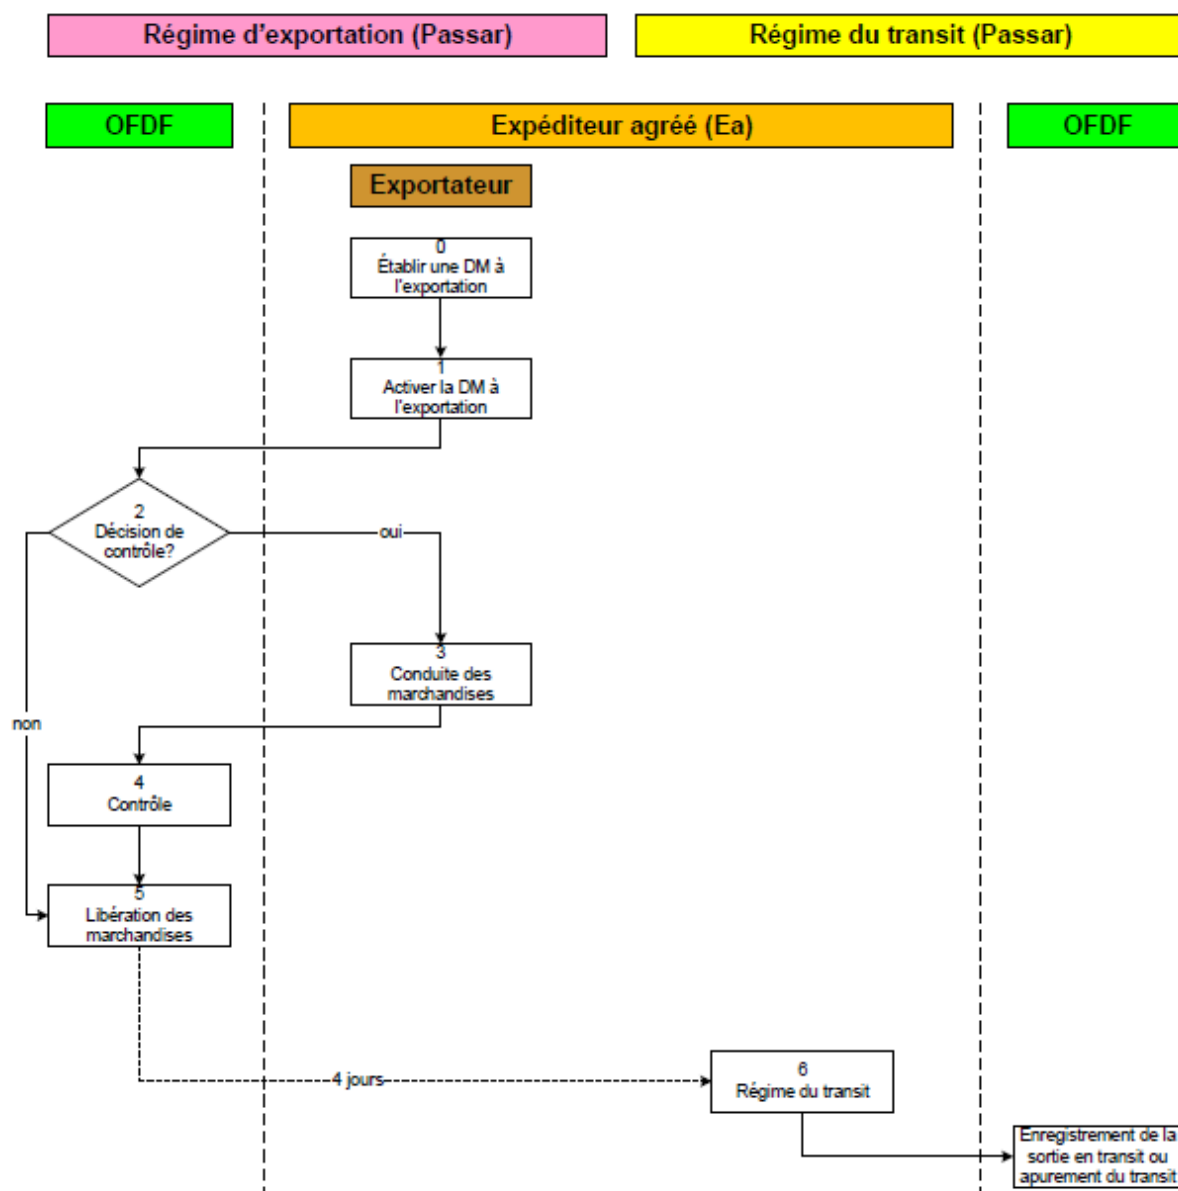 Régime d'exportation (Passar)
Régime du transit (Passar)
OFDF
Expéditeur agréé (Ea)
OFDF
Exportateur
0
Établir une DM à
l'exportation
1
Activer la DM à
l'exportation
2
Décision de
contrôle?
oui
3
Conduite des
marchandises
non
4
Contrôle
5
Libération des
marchandises
4 jours
6
Régime du transit
Enregistrement de la
sortie en transit ou
apurement du transit